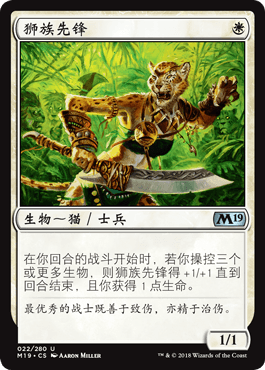 狮族先锋
生物～猫／士兵
M19
在你回合的战斗开始时，若你操控三个
或更多生物，则狮族先锋得+1/+1直到
回合结束，且你获得1点生命。
最优秀的战士既善于致伤，亦精于治伤。
1/1
022/280 U
M19 • CS AARON MILLER
™ & © 2018 Wizards of the Coast